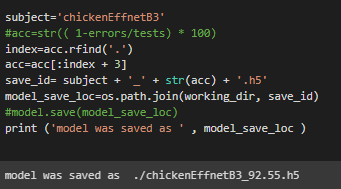 subject='chickenEffnetB3'
#acc=str(( 1-errors/tests) * 100)
index=acc.rfind('.')
acc=acc[:index + 3]
save_id= subject + '_' + str(acc) + '.h5'
model_save_loc=os.path.join(working_dir, save_id)
#model.save(model_save_loc)
print ('model was saved as ' , model_save_loc )
model was saved as  ./chickenEffnetB3_92.55.h5